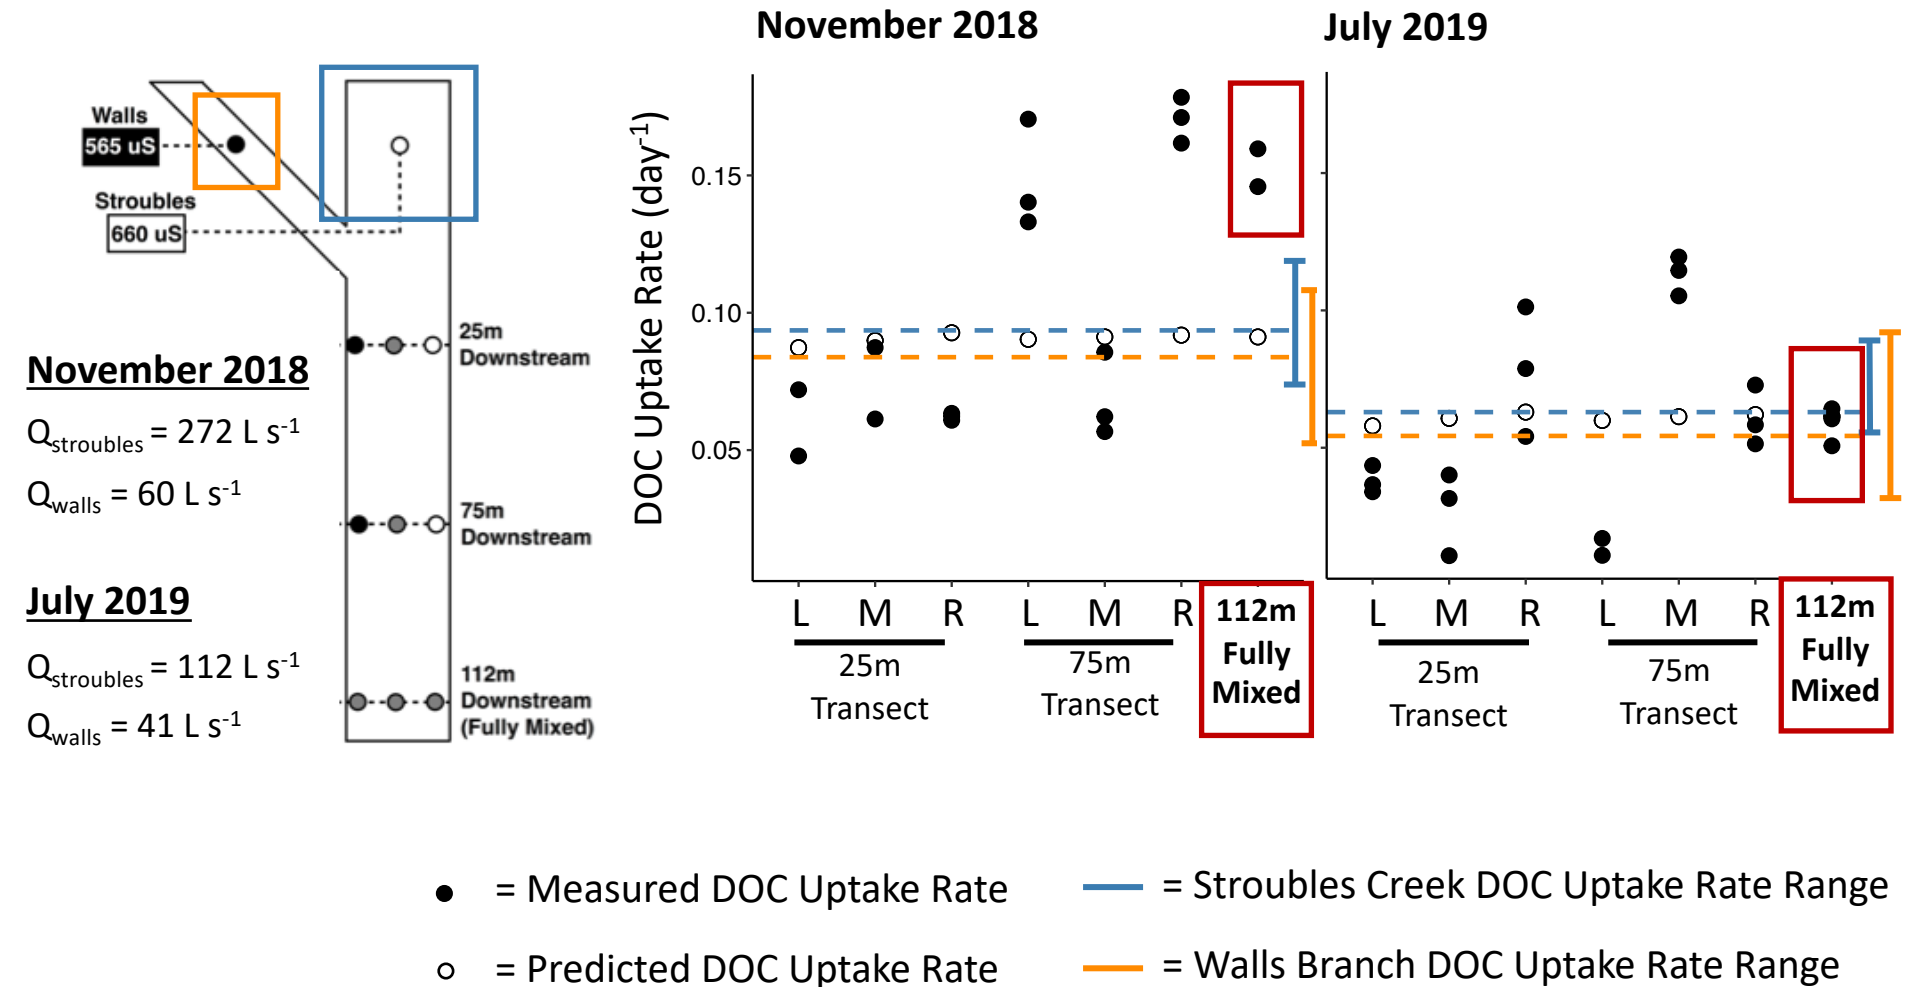 November 2018
July 2019
Walls
565 uS
Stroubles
660 uS
25m
Downstream
75m
Downstream
112m
Downstream
(Fully Mixed)
November 2018
Qstroubles = 272 L s-1
Qwalls = 60 L s-1
July 2019
Qstroubles = 112 L s-1
Qwalls = 41 L s-1
DOC Uptake Rate (day-1)
0.15
0.10
0.05
L M R L M R
25m
Transect
75m
Transect
112m
Fully
Mixed
L M R L M R
25m
Transect
75m
Transect
112m
Fully
Mixed
= Measured DOC Uptake Rate
= Stroubles Creek DOC Uptake Rate Range
= Predicted DOC Uptake Rate
= Walls Branch DOC Uptake Rate Range